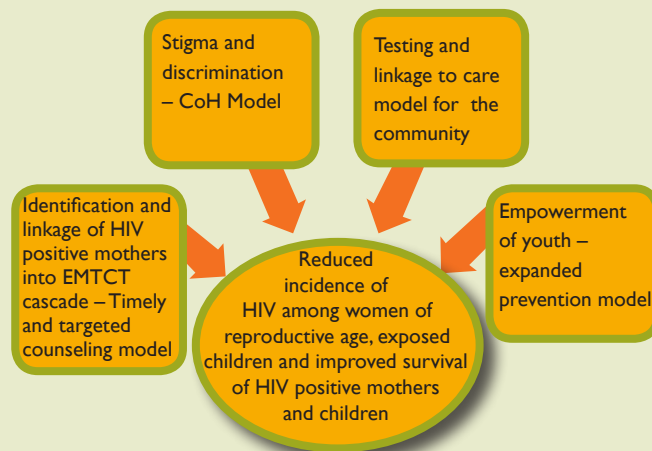 Stigma and
discrimination
– CoH Model
Testing and
linkage to care
model for the
community
Identification and
linkage of HIV
positive mothers
into EMTCT
cascade – Timely
and targeted
counseling model
Empowerment
of youth –
expanded
prevention model
Reduced
incidence of
HIV among women of
reproductive age, exposed
children and improved survival
of HIV positive mothers
and children